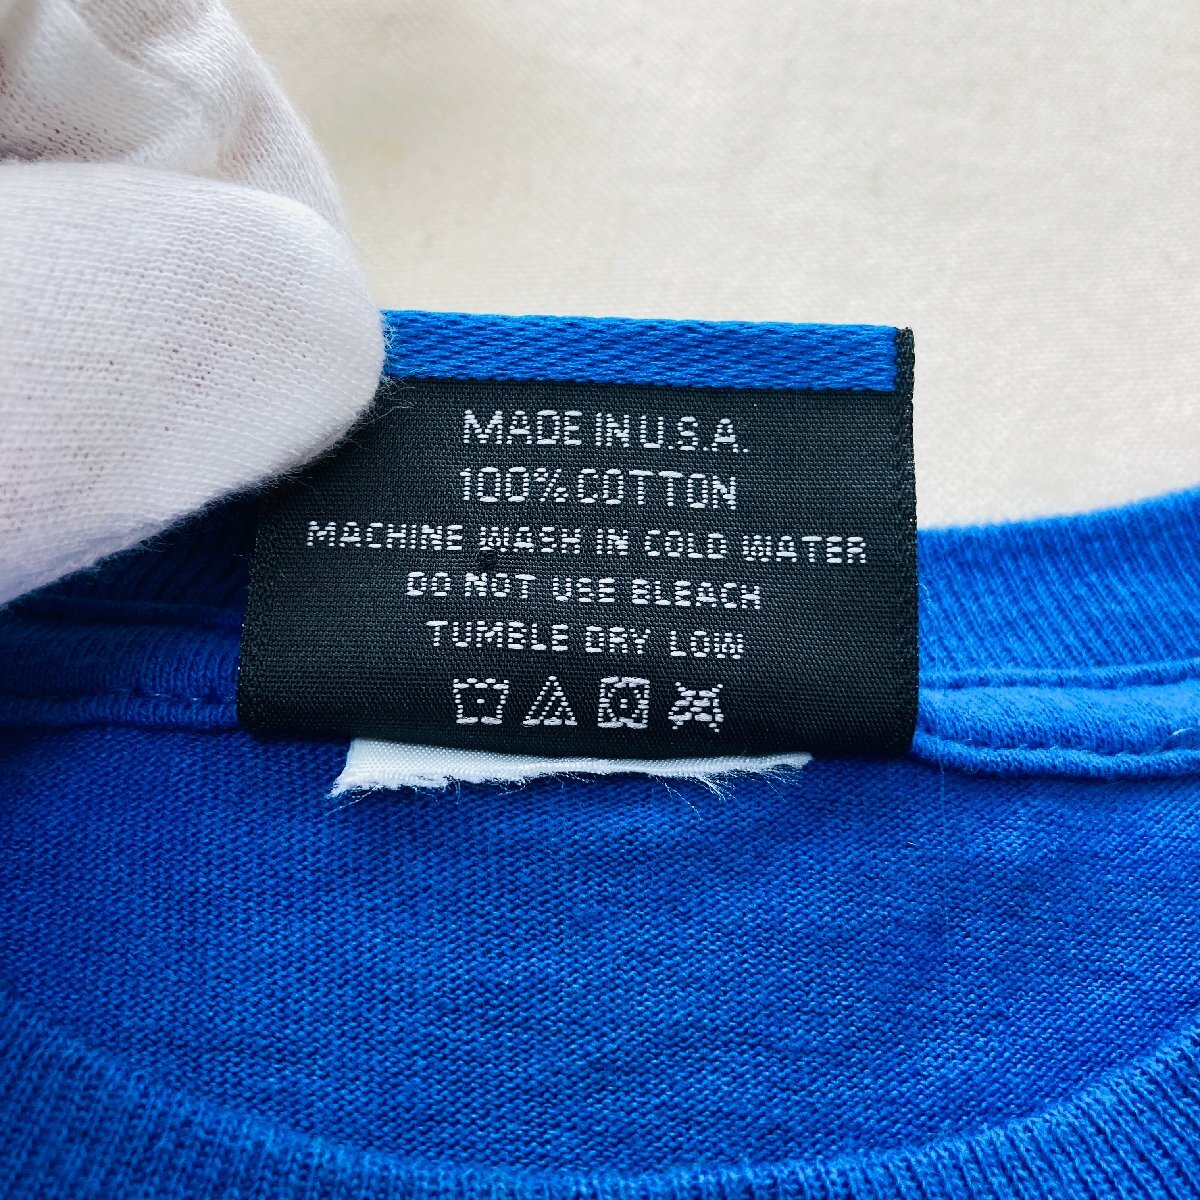 MADE IN U.S.A.
100% COTTON
MACHINE WASH IN COLD WATER
DO NOT USE BLEACH
TUMBLE DRY LOW